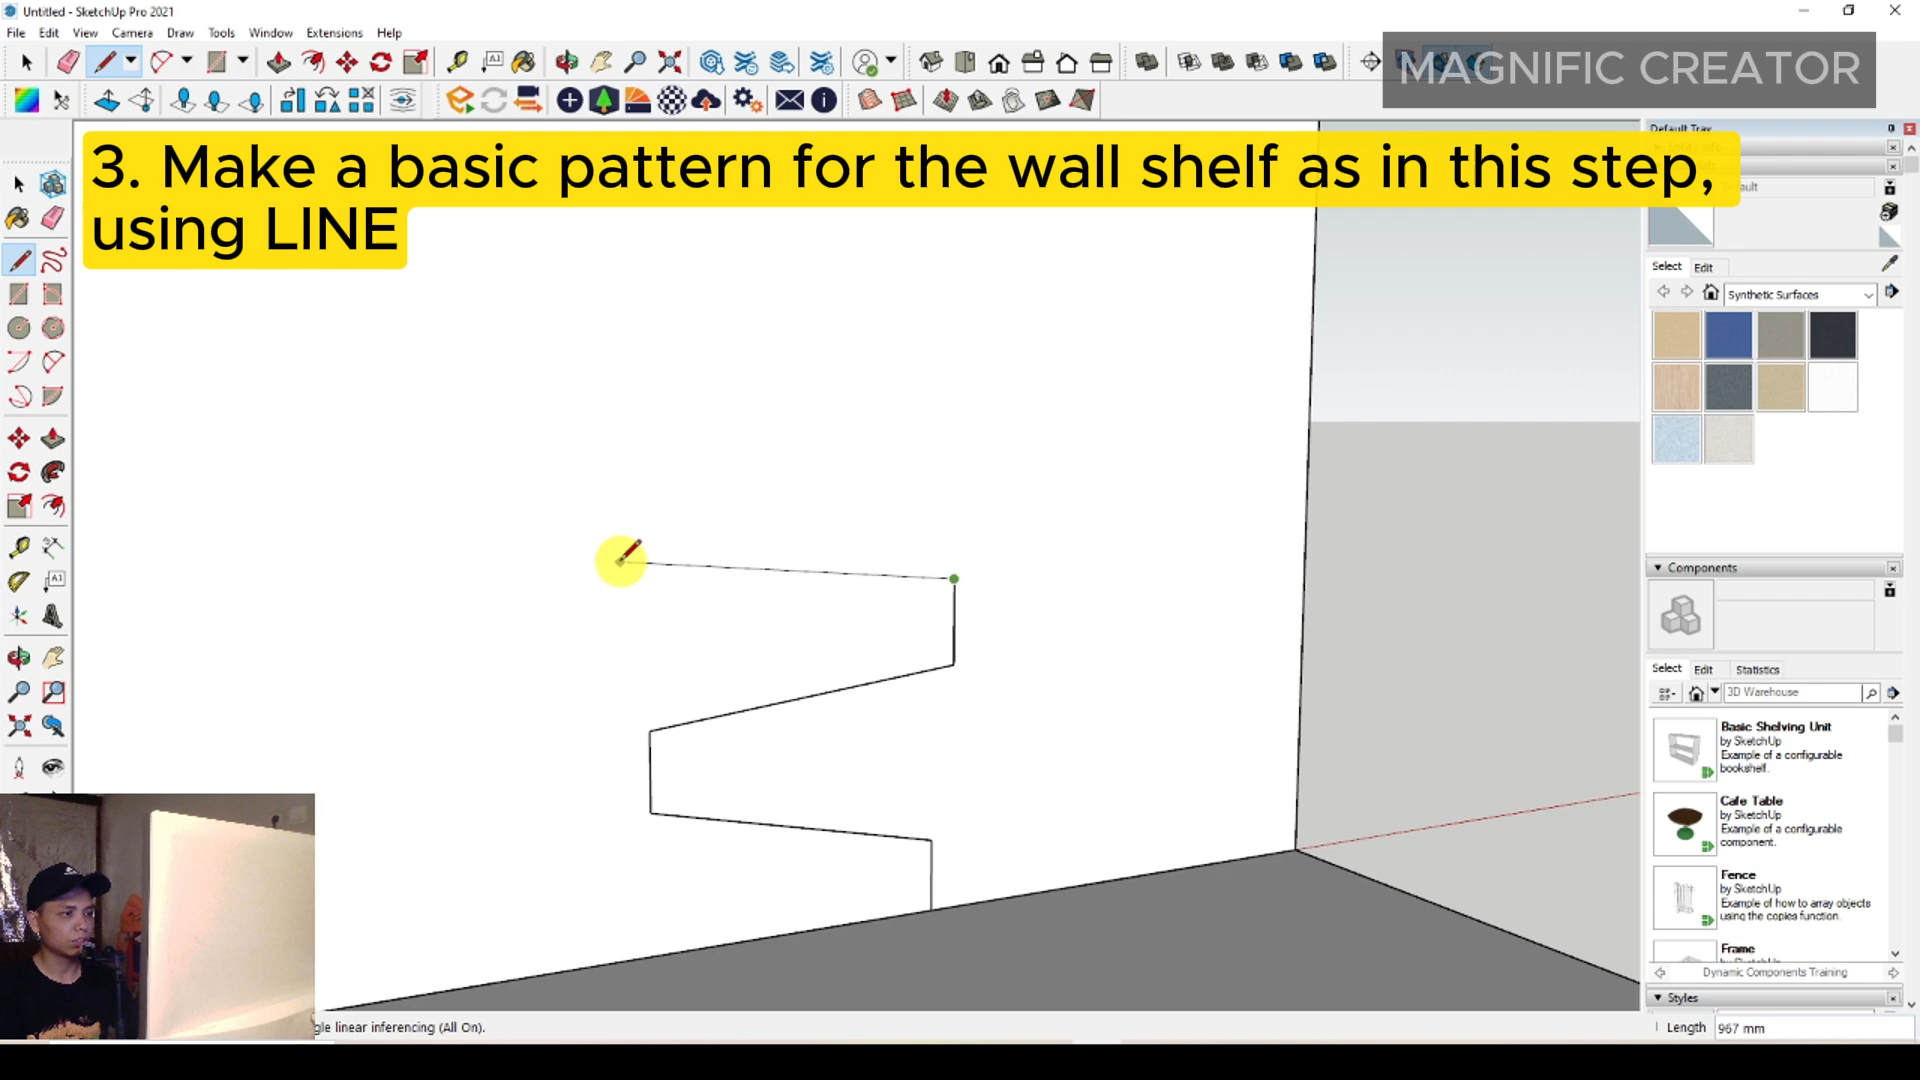 Untitled - SketchUp Pro 2021
File Edit View Camera Draw Tools Window Extensions Help
MAGNIFIC CREATOR
3. Make a basic pattern for the wall shelf as in this step,
using LINE
Default Tray
Select Edit
Synthetic Surfaces
Components
Select Edit Statistics
3D Warehouse
Basic Shelving Unit
by SketchUp
Example of a configurable
bookshelf.
Cafe Table
by SketchUp
Example of a configurable
component.
Fence
by SketchUp
Example of how to array objects
using the copies function.
Frame
Dynamic Components Training
Styles
linear inferencing (All On).
Length 967 mm